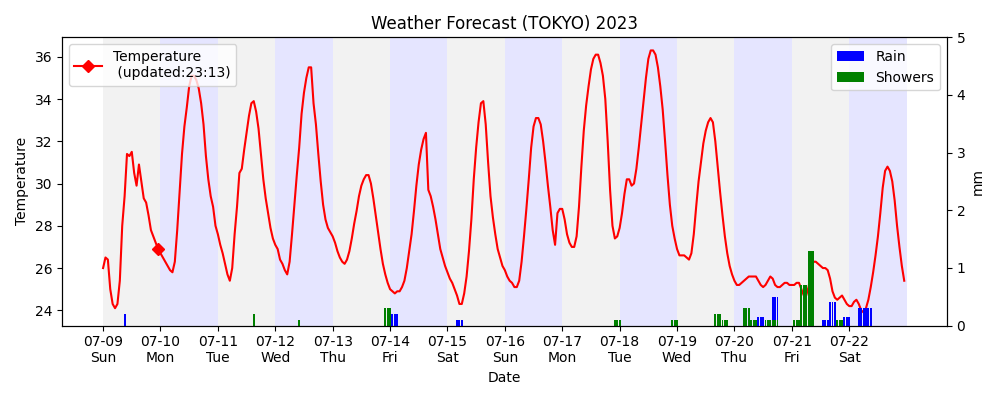 Weather Forecast (TOKYO) 2023
Temperature
(updated:23:13)
Rain
Showers
Temperature
36
34
32
30
28
26
24
5
4
3
2
1
0
mm
07-09 07-10 07-11 07-12 07-13 07-14 07-15 07-16 07-17 07-18 07-19 07-20 07-21 07-22
Sun Mon Tue Wed Thu Fri Sat Sun Mon Tue Wed Thu Fri Sat
Date